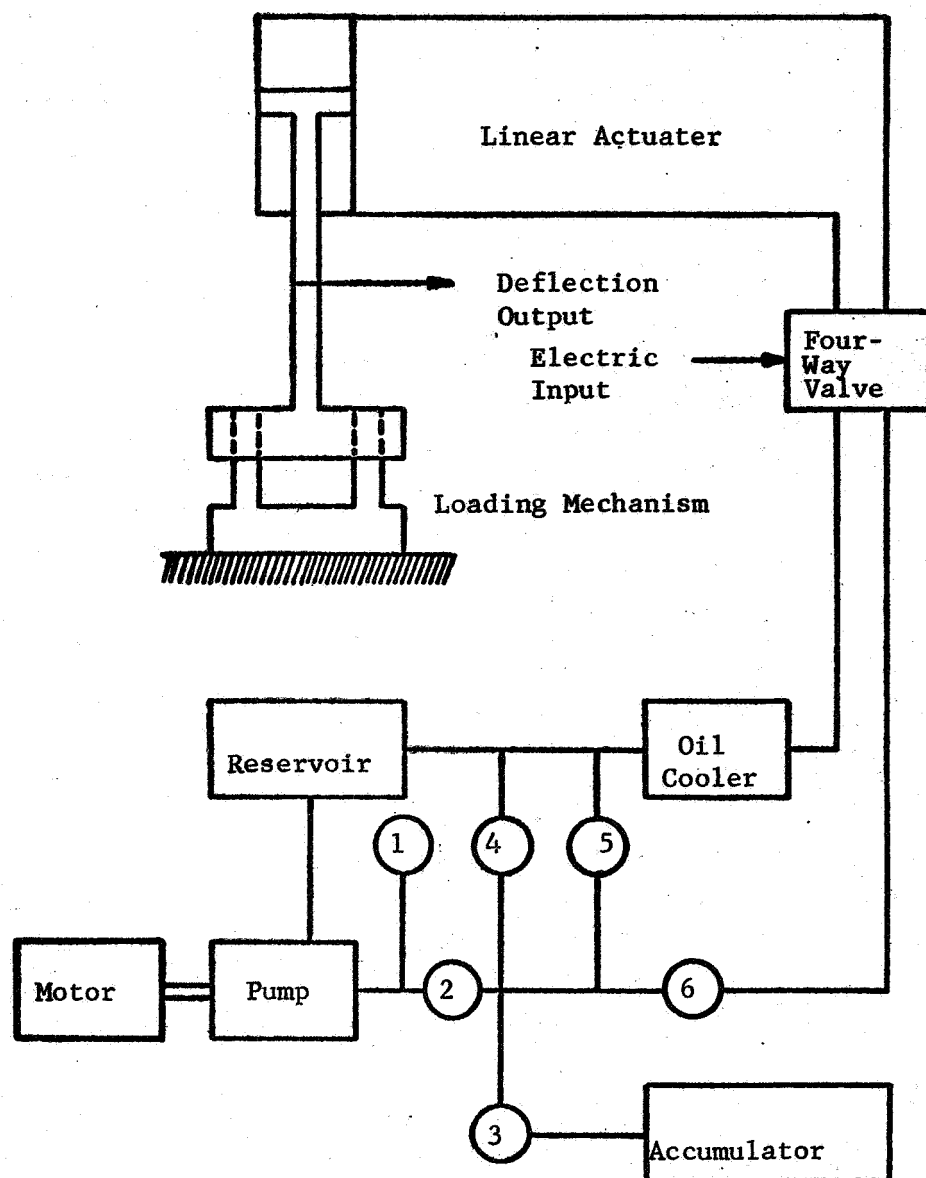 Linear Actuater
Deflection
Output
Electric
Input
Four-
Way
Valve
Loading Mechanism
Reservoir
Oil
Cooler
1
4
5
Motor
Pump
2
6
3
Accumulator